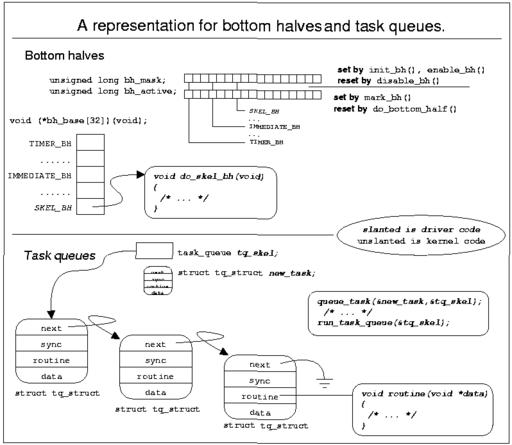 A representation for bottom halves and task queues.
Bottom halves
unsigned long bh_mask;
unsigned long bh_active;
set by init_bh(), enable_bh()
reset by disable_bh()
set by mark_bh()
reset by do_bottom_half()
SKEL_BH
...
IMMEDIATE_BH
...
TIMER_BH
void (*bh_base[32])(void);
TIMER_BH
......
IMMEDIATE_BH
......
SKEL_BH
void do_skel_bh(void)
{
/* ... */
}
slanted is driver code
unslanted is kernel code
Task queues
task_queue tq_skel;
struct tq_struct new_task;
next
sync
routine
data
queue_task(&new_task,&tq_skel);
/* ... */
run_task_queue(&tq_skel);
next
sync
routine
data
struct tq_struct
next
sync
routine
data
struct tq_struct
next
sync
routine
data
struct tq_struct
void routine(void *data)
{
/* ... */
}